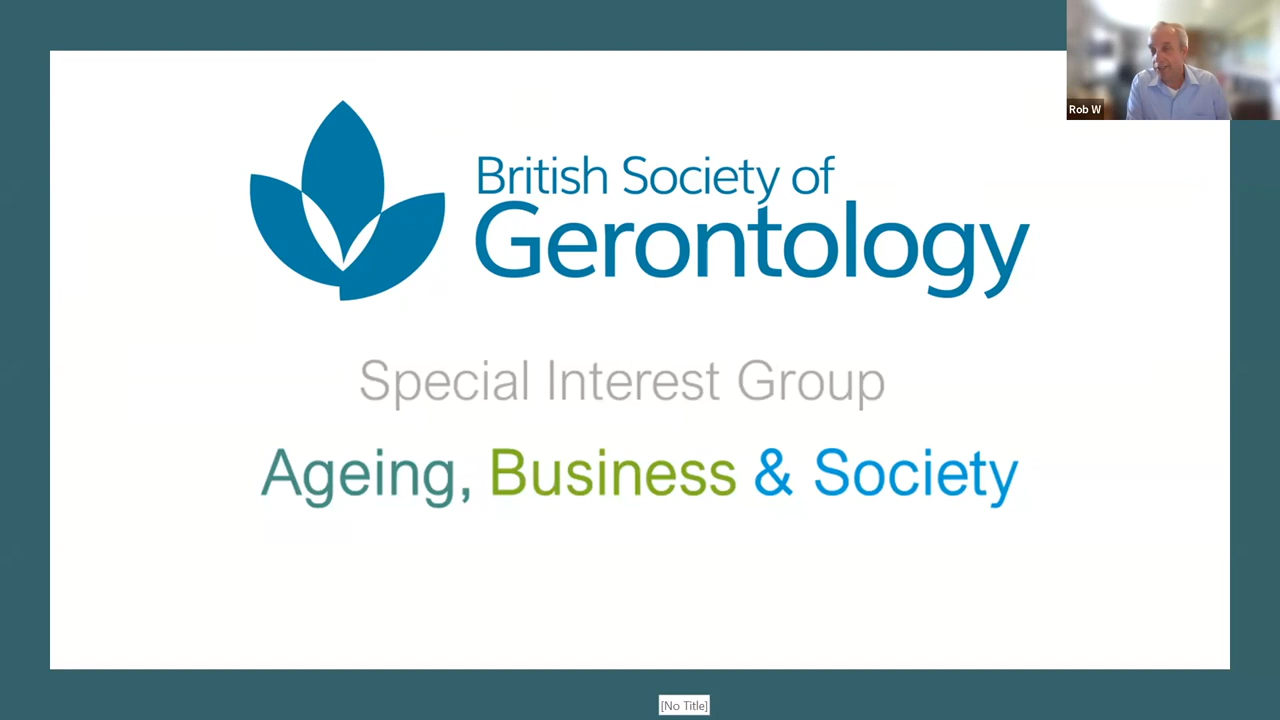 British Society of
Gerontology
Special Interest Group
Ageing, Business & Society
Rob W
[No Title]